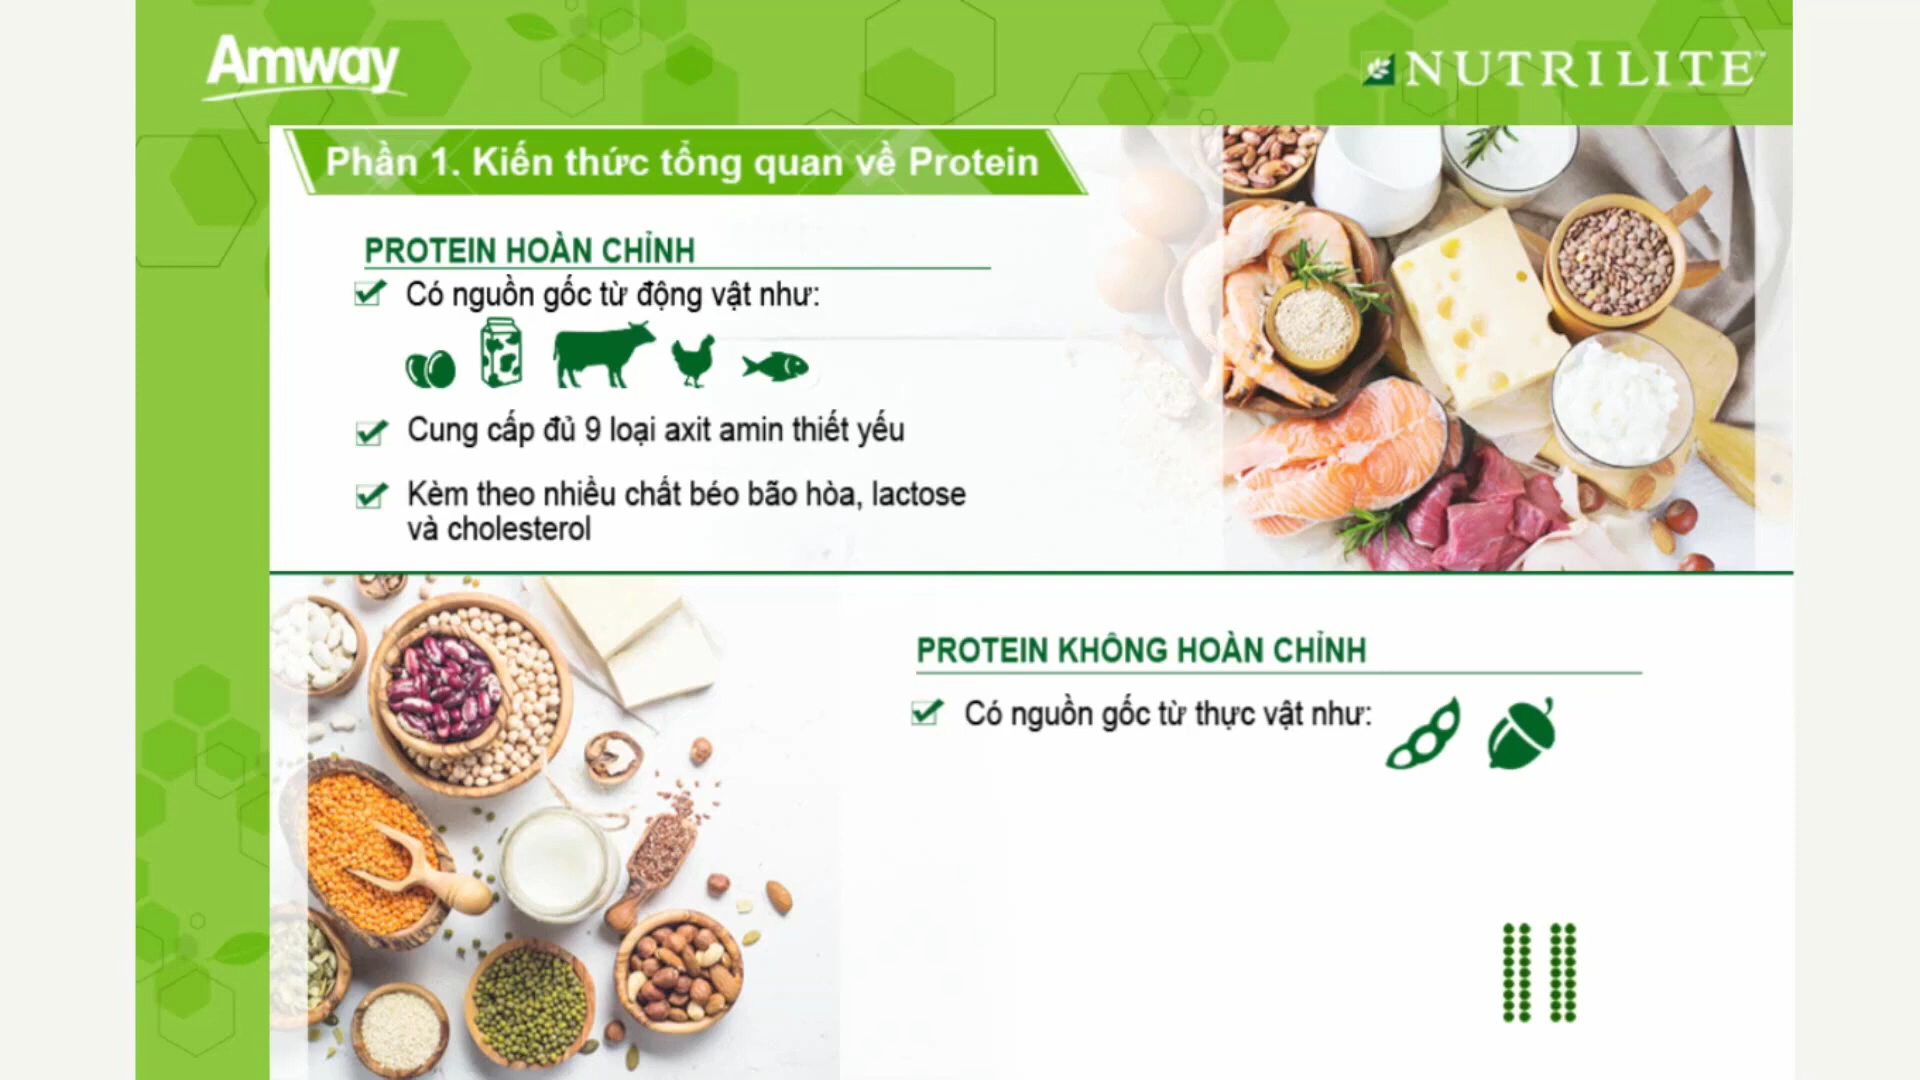 Amway
NUTRILITE™
Phần 1. Kiến thức tổng quan về Protein
PROTEIN HOÀN CHỈNH
Có nguồn gốc từ động vật như:
Cung cấp đủ 9 loại axit amin thiết yếu
Kèm theo nhiều chất béo bão hòa, lactose
và cholesterol
PROTEIN KHÔNG HOÀN CHỈNH
Có nguồn gốc từ thực vật như: